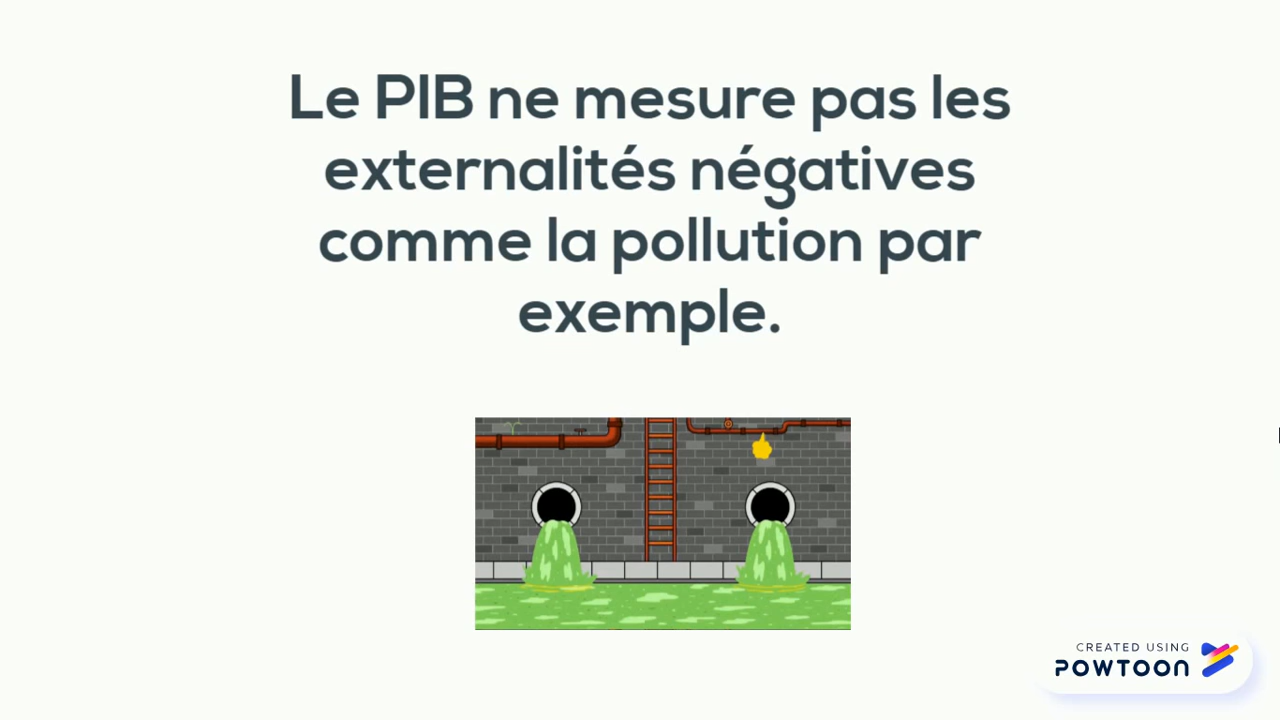 Le PIB ne mesure pas les
externalités négatives
comme la pollution par
exemple.
CREATED USING
POWTOON